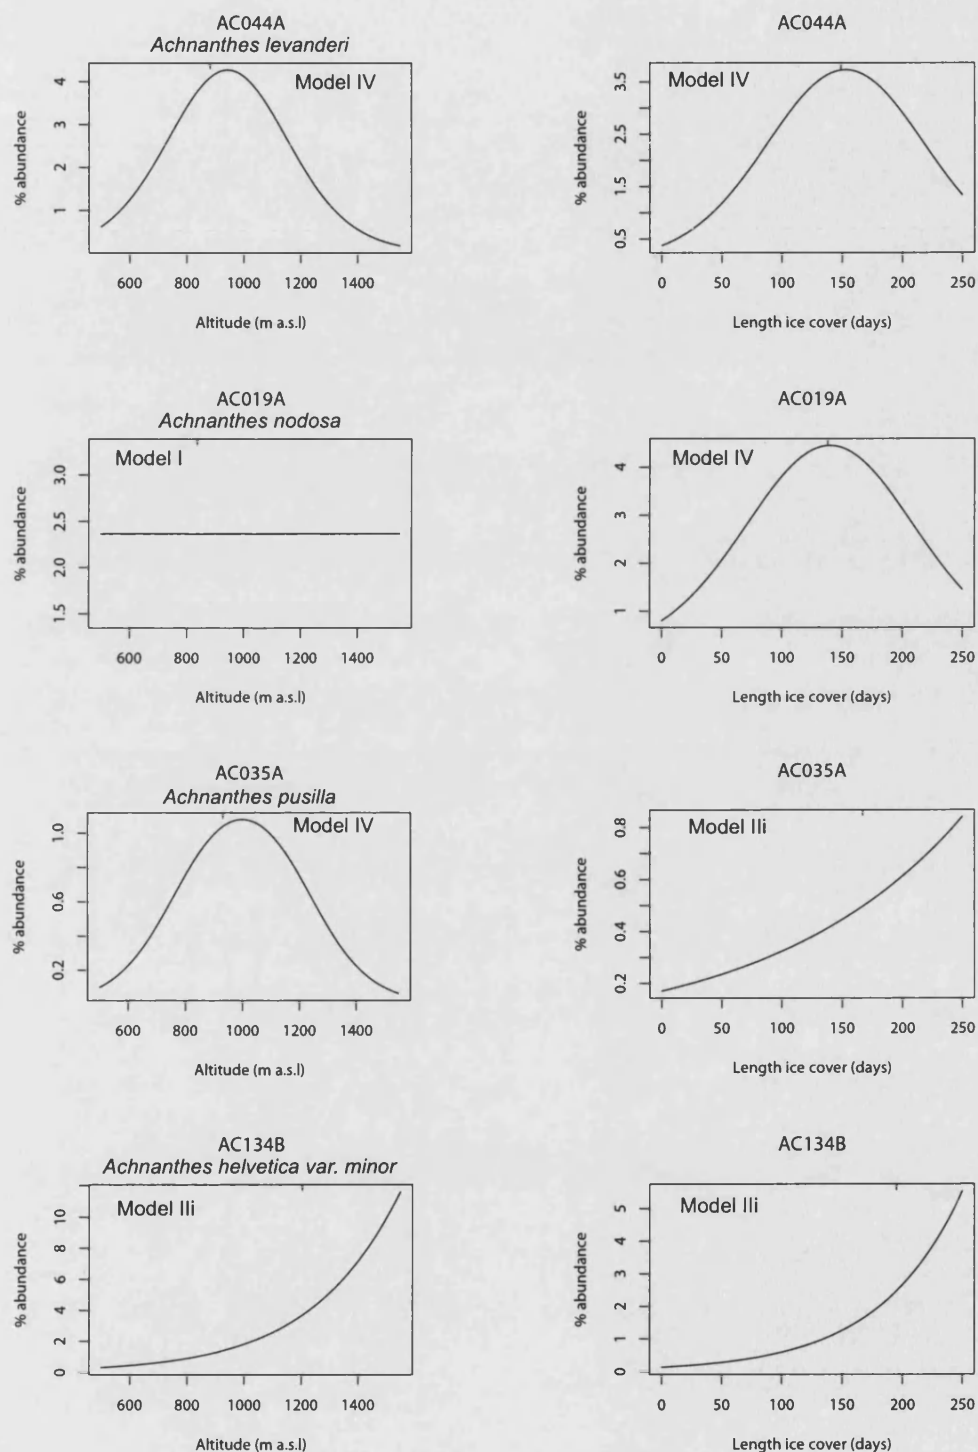 AC044A
Achnanthes levanderi
Model IV
% abundance
4
3
2
1
600 800 1000 1200 1400
Altitude (m a.s.l)
AC044A
Model IV
% abundance
3.5
2.5
1.5
0.5
0 50 100 150 200 250
Length ice cover (days)
AC019A
Achnanthes nodosa
Model I
% abundance
3.0
2.5
2.0
1.5
600 800 1000 1200 1400
Altitude (m a.s.l)
AC019A
Model IV
% abundance
4
3
2
1
0 50 100 150 200 250
Length ice cover (days)
AC035A
Achnanthes pusilla
Model IV
% abundance
1.0
0.6
0.2
600 800 1000 1200 1400
Altitude (m a.s.l)
AC035A
Model IIi
% abundance
0.8
0.6
0.4
0.2
0 50 100 150 200 250
Length ice cover (days)
AC134B
Achnanthes helvetica var. minor
Model IIi
% abundance
10
8
6
4
2
0
600 800 1000 1200 1400
Altitude (m a.s.l)
AC134B
Model IIi
% abundance
5
4
3
2
1
0
0 50 100 150 200 250
Length ice cover (days)